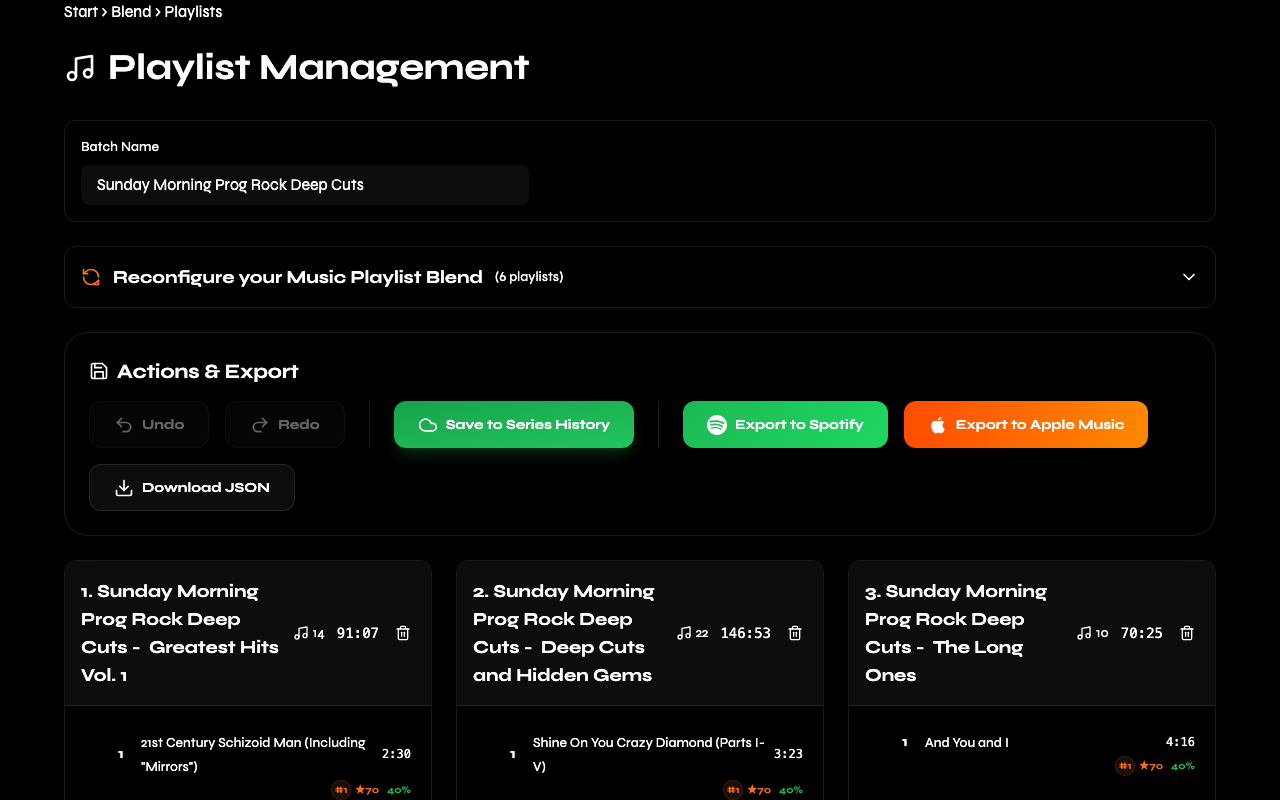 Start › Blend › Playlists
Playlist Management
Batch Name
Sunday Morning Prog Rock Deep Cuts
Reconfigure your Music Playlist Blend (6 playlists)
Actions & Export
Undo
Redo
Save to Series History
Export to Spotify
Export to Apple Music
Download JSON
1. Sunday Morning
Prog Rock Deep
Cuts - Greatest Hits
Vol. 1
14 91:07
2. Sunday Morning
Prog Rock Deep
Cuts - Deep Cuts
and Hidden Gems
22 146:53
3. Sunday Morning
Prog Rock Deep
Cuts - The Long
Ones
10 70:25
1 21st Century Schizoid Man (Including
"Mirrors")
2:30
#1 ★70 40%
1 Shine On You Crazy Diamond (Parts I-
V)
3:23
#1 ★70 40%
1 And You and I 4:16
#1 ★70 40%